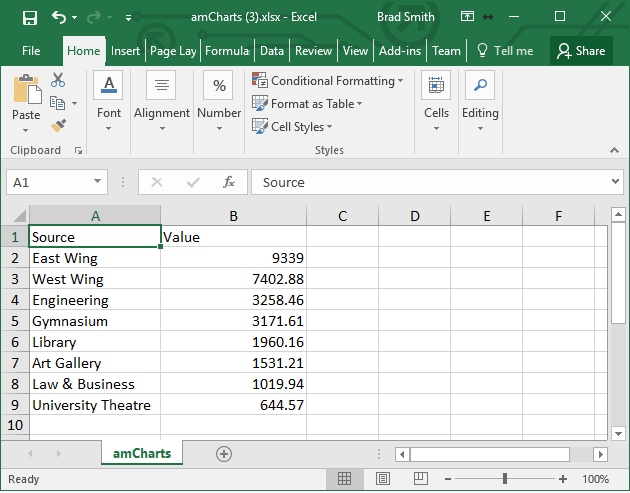 amCharts (3).xlsx - Excel Brad Smith
File Home Insert Page Lay Formula Data Review View Add-ins Team Tell me Share
Paste
Clipboard
A
Font
Alignment
%
Number
Conditional Formatting
Format as Table
Cell Styles
Styles
Cells
Editing
A1 fx Source
A B C D E F
1 Source Value
2 East Wing 9339
3 West Wing 7402.88
4 Engineering 3258.46
5 Gymnasium 3171.61
6 Library 1960.16
7 Art Gallery 1531.21
8 Law & Business 1019.94
9 University Theatre 644.57
10
amCharts
Ready 100%